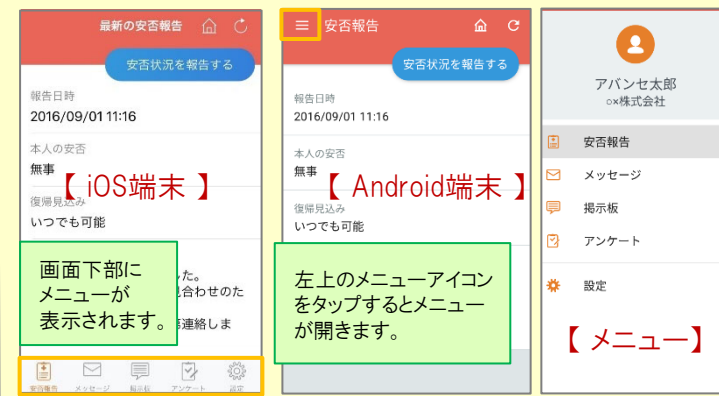 最新の安否報告
安否状況を報告する
報告日時
2016/09/01 11:16
本人の安否
無事
【 iOS端末 】
復帰見込み
いつでも可能
画面下部に
メニューが
表示されます。
た。
合わせのた
連絡しま
安否報告
メッセージ
掲示板
アンケート
設定
安否報告
安否状況を報告する
報告日時
2016/09/01 11:16
本人の安否
無事
【 Android端末 】
復帰見込み
いつでも可能
左上のメニューアイコン
をタップするとメニュー
が開きます。
アバンセ太郎
○×株式会社
安否報告
メッセージ
掲示板
アンケート
設定
【 メニュー】